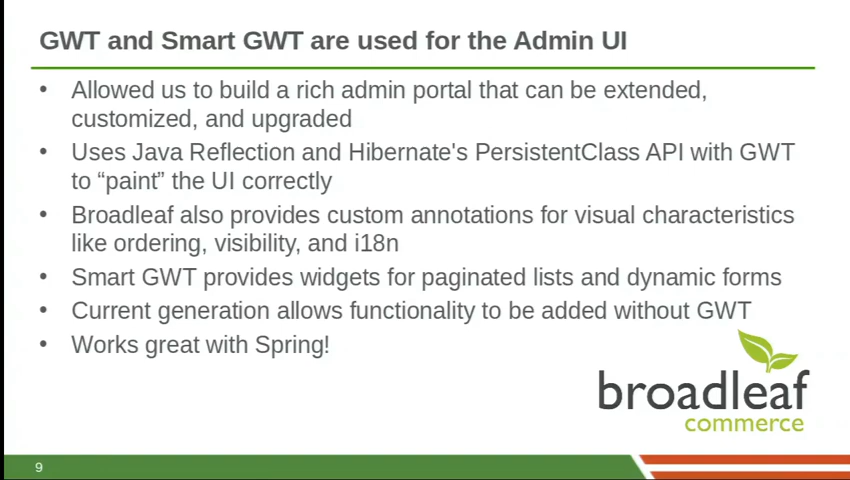 GWT and Smart GWT are used for the Admin UI
• Allowed us to build a rich admin portal that can be extended,
customized, and upgraded
• Uses Java Reflection and Hibernate's PersistentClass API with GWT
to “paint” the UI correctly
• Broadleaf also provides custom annotations for visual characteristics
like ordering, visibility, and i18n
• Smart GWT provides widgets for paginated lists and dynamic forms
• Current generation allows functionality to be added without GWT
• Works great with Spring!
broadleaf
commerce
9